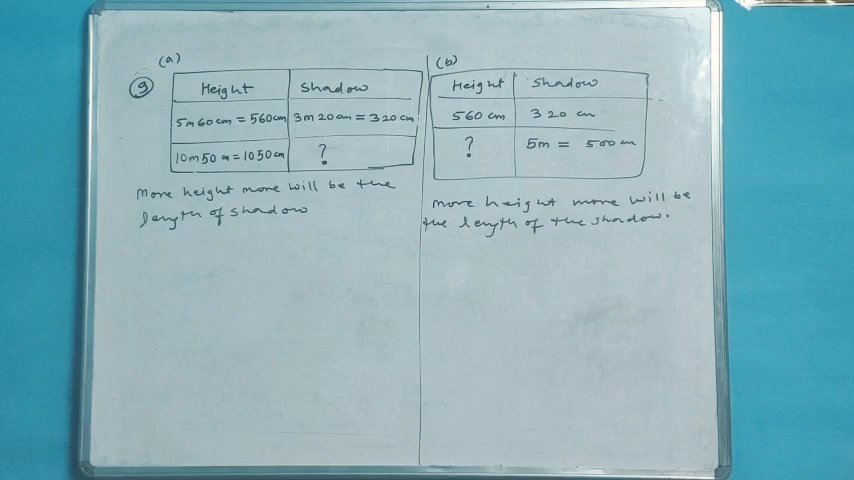 (a)
9
Height Shadow
5m 60 cm = 560 cm 3m 20 cm = 320 cm
10m 50 cm = 1050 cm ?
More height more will be the
length of shadow
(b)
Height Shadow
560 cm 320 cm
? 5m = 500 cm
more height more will be
the length of the shadow.